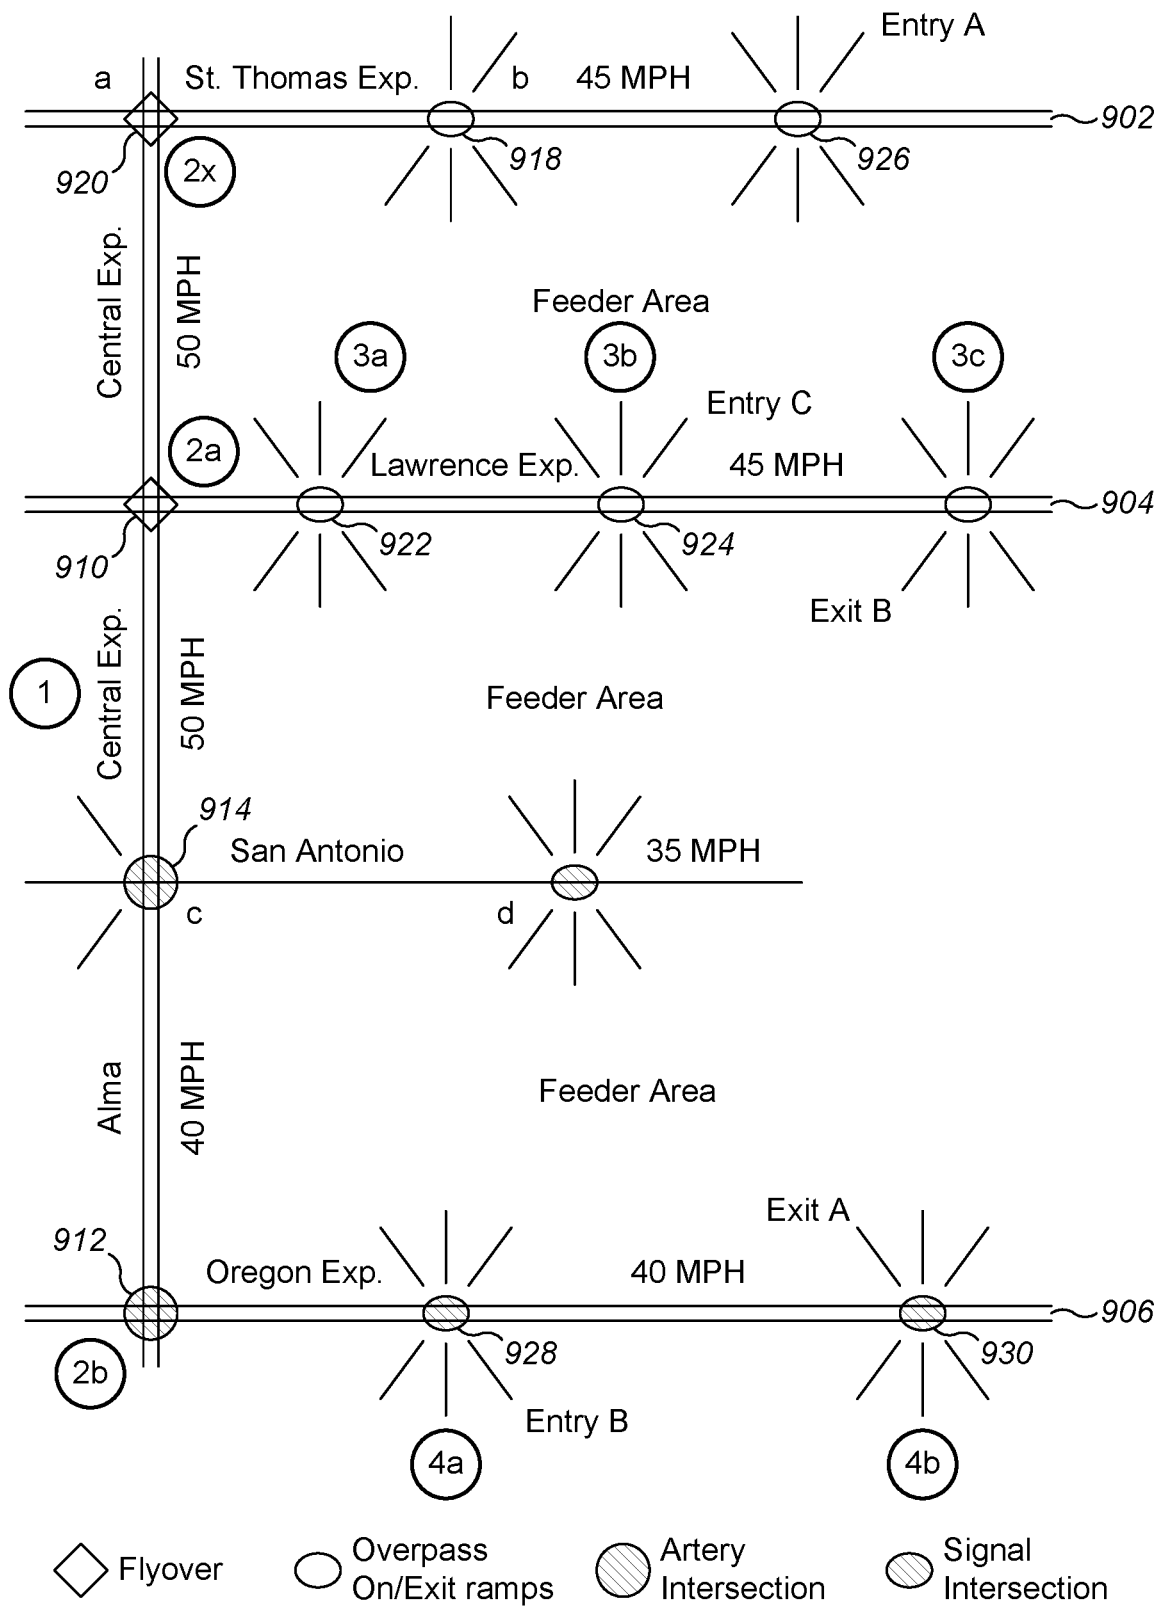 Entry A
a
St. Thomas Exp.
b
45 MPH
902
920
2x
918
926
Central Exp.
50 MPH
Feeder Area
3a
3b
3c
Entry C
2a
Lawrence Exp.
45 MPH
904
910
922
924
Exit B
Central Exp.
50 MPH
1
Feeder Area
914
San Antonio
35 MPH
c
d
Alma
40 MPH
Feeder Area
Exit A
912
Oregon Exp.
40 MPH
906
928
930
2b
Entry B
4a
4b
Flyover
Overpass
On/Exit ramps
Artery
Intersection
Signal
Intersection